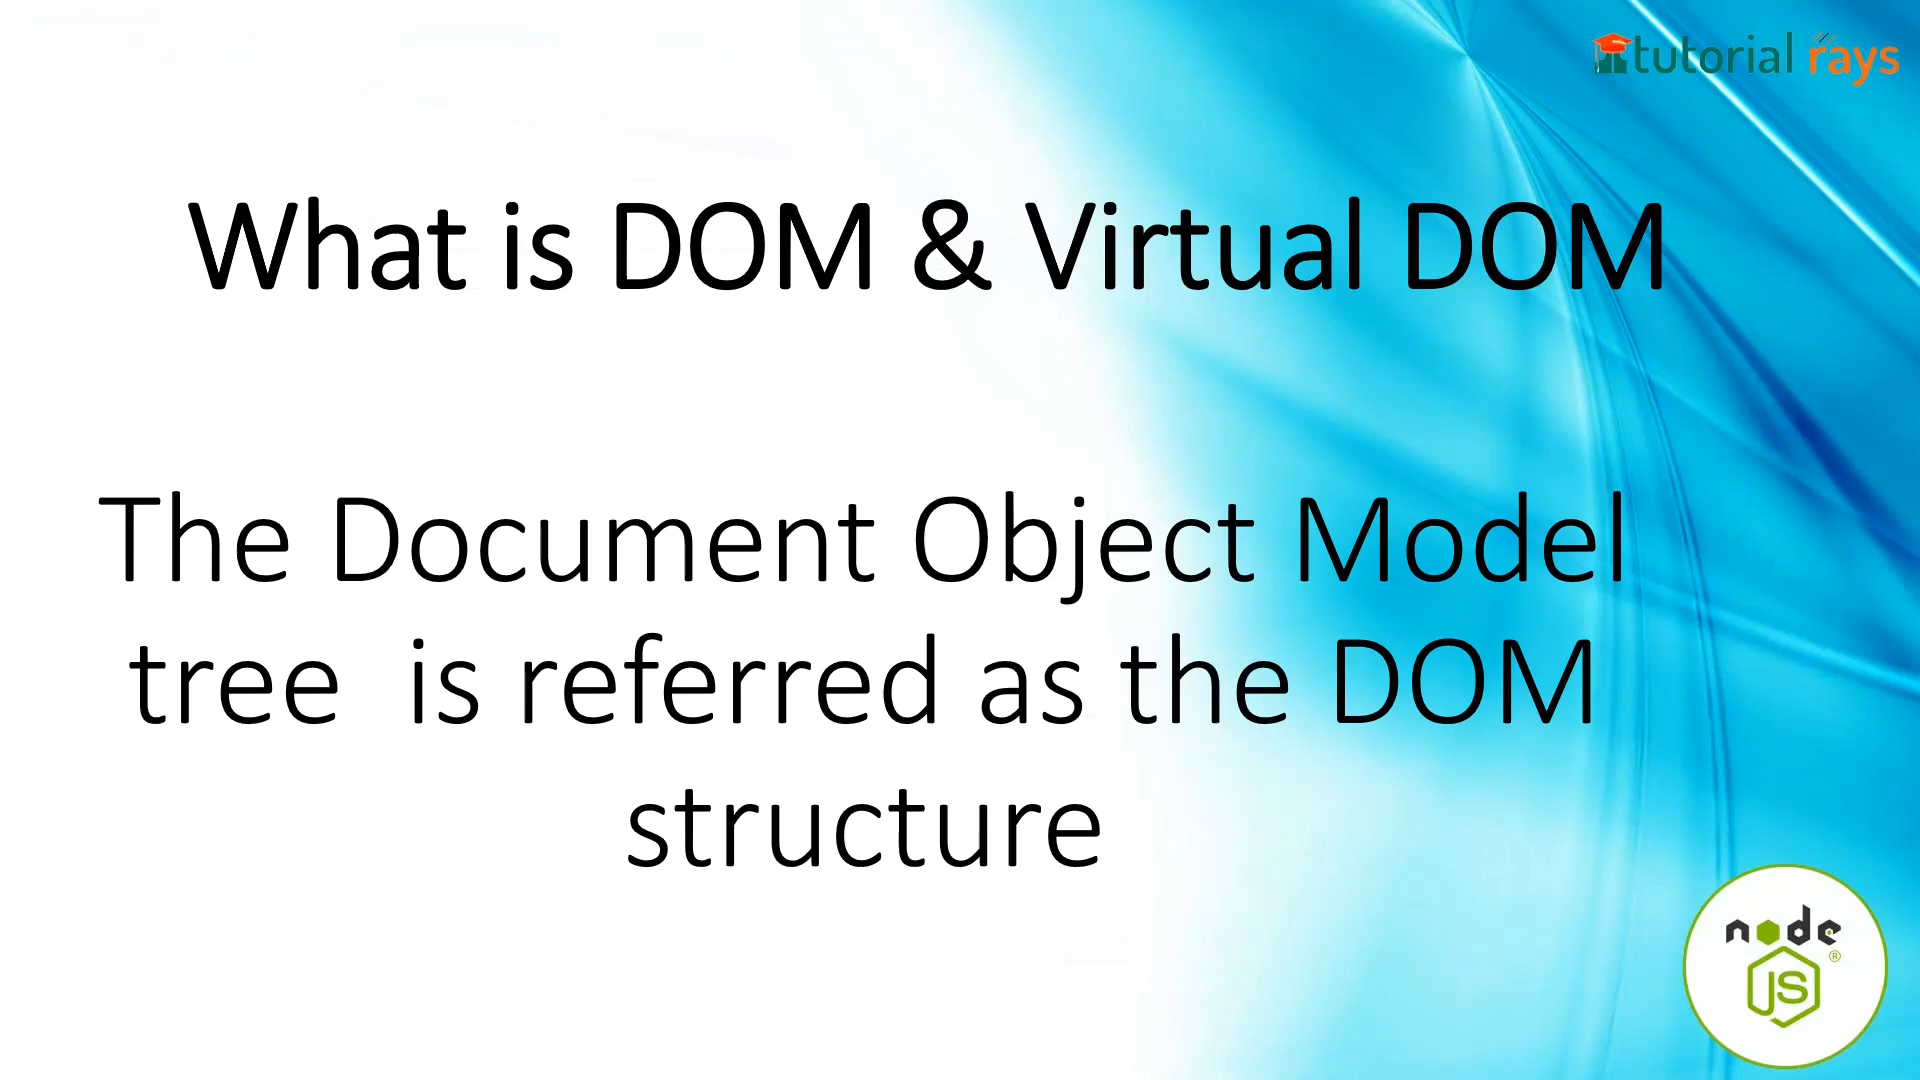 tutorial rays
What is DOM & Virtual DOM
The Document Object Model
tree  is referred as the DOM
structure
node
®
JS